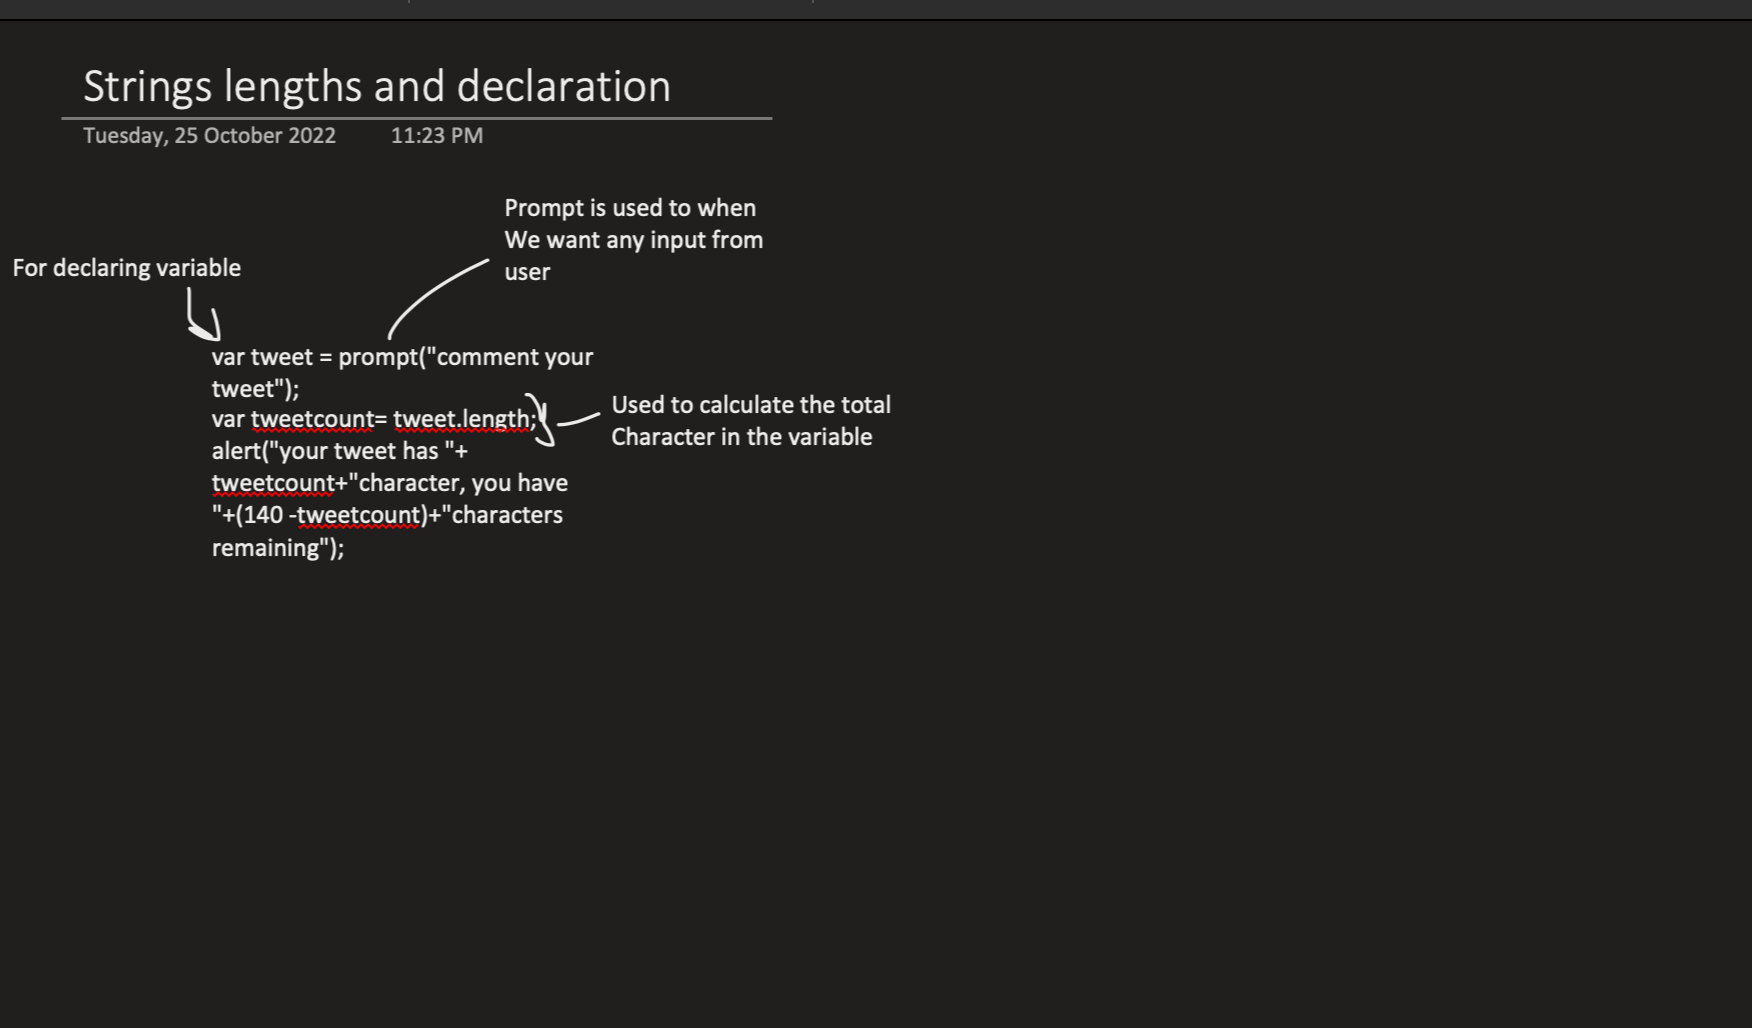 Strings lengths and declaration
Tuesday, 25 October 2022 11:23 PM
Prompt is used to when
We want any input from
user
For declaring variable
var tweet = prompt("comment your
tweet");
var tweetcount= tweet.length;
Used to calculate the total
Character in the variable
alert("your tweet has "+
tweetcount+"character, you have
"+(140 -tweetcount)+"characters
remaining");